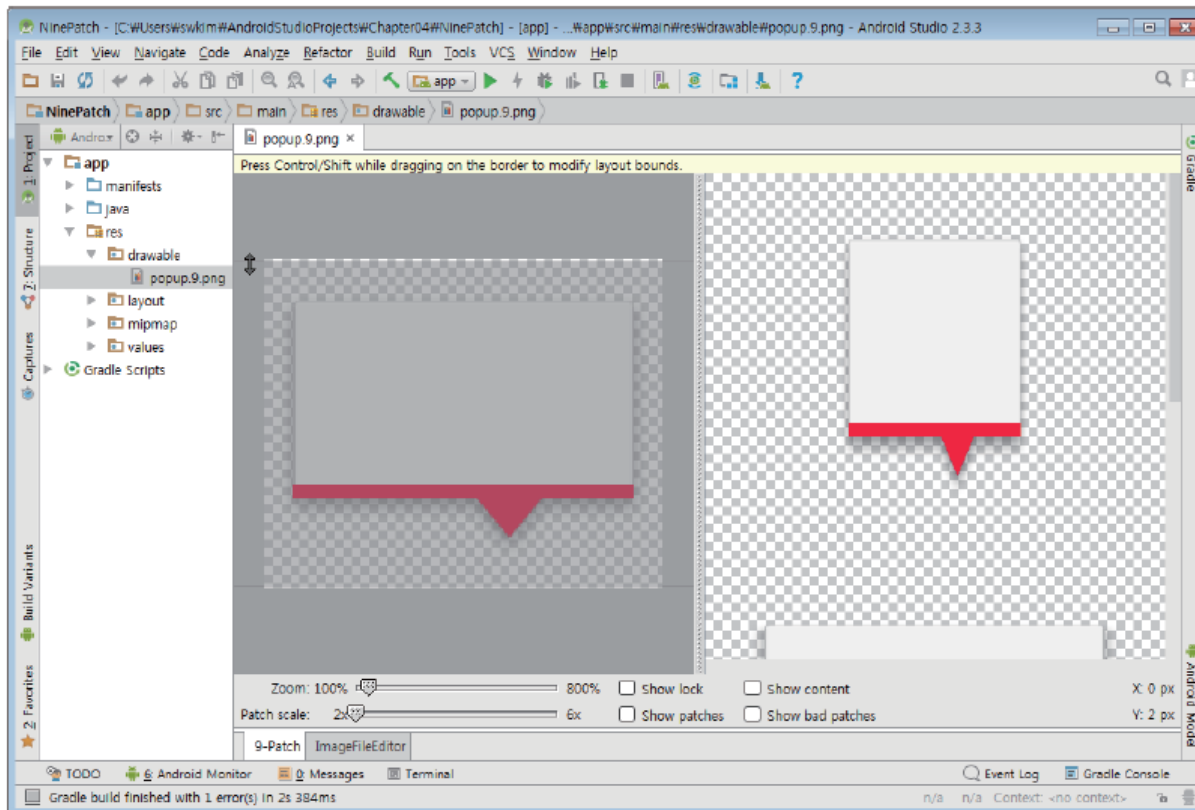 NinePatch - [C:₩Users₩swkim₩AndroidStudioProjects₩Chapter04₩NinePatch] - [app] - ...₩app₩src₩main₩res₩drawable₩popup.9.png - Android Studio 2.3.3
File Edit View Navigate Code Analyze Refactor Build Run Tools VCS Window Help
app
NinePatch app src main res drawable popup.9.png
1: Project
7: Structure
Captures
Build Variants
2: Favorites
Andro
app
manifests
java
res
drawable
popup.9.png
layout
mipmap
values
Gradle Scripts
popup.9.png ×
Press Control/Shift while dragging on the border to modify layout bounds.
Zoom: 100% 800% Show lock Show content X: 0 px
Patch scale: 2x 6x Show patches Show bad patches Y: 2 px
9-Patch ImageFileEditor
Gradle
Android Model
TODO 6: Android Monitor 0: Messages Terminal Event Log Gradle Console
Gradle build finished with 1 error(s) in 2s 384ms n/a n/a Context: <no context>